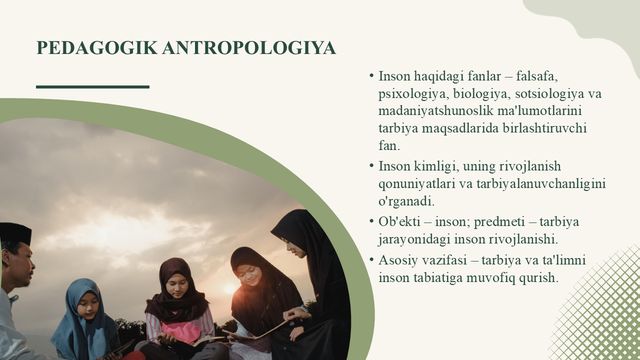 PEDAGOGIK ANTROPOLOGIYA
• Inson haqidagi fanlar – falsafa,
psixologiya, biologiya, sotsiologiya va
madaniyatshunoslik ma'lumotlarini
tarbiya maqsadlarida birlashtiruvchi
fan.
• Inson kimligi, uning rivojlanish
qonuniyatlari va tarbiyalanuvchanligini
o'rganadi.
• Ob'ekti – inson; predmeti – tarbiya
jarayonidagi inson rivojlanishi.
• Asosiy vazifasi – tarbiya va ta'limni
inson tabiatiga muvofiq qurish.